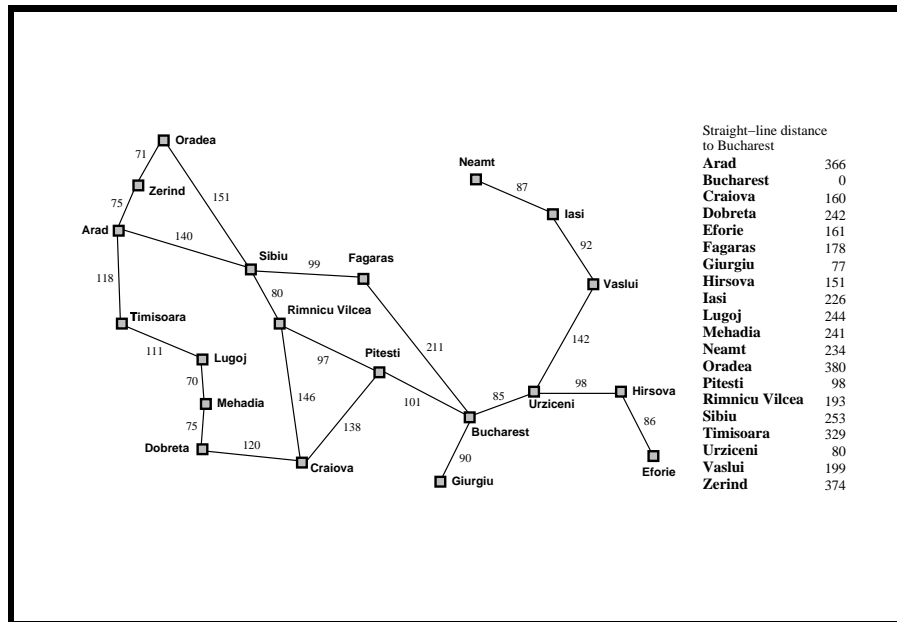 Oradea
71
Neamt
Zerind
87
151
75
Iasi
Arad
140
92
Sibiu
Fagaras
99
118
Vaslui
80
Rimnicu Vilcea
Timisoara
142
111
211
Lugoj
97
Pitesti
70
98
Hirsova
146
85
Mehadia
101
Urziceni
138
86
75
Bucharest
120
Dobreta
90
Craiova
Eforie
Giurgiu
Straight−line distance
to Bucharest
Arad 366
Bucharest 0
Craiova 160
Dobreta 242
Eforie 161
Fagaras 178
Giurgiu 77
Hirsova 151
Iasi 226
Lugoj 244
Mehadia 241
Neamt 234
Oradea 380
Pitesti 98
Rimnicu Vilcea 193
Sibiu 253
Timisoara 329
Urziceni 80
Vaslui 199
Zerind 374